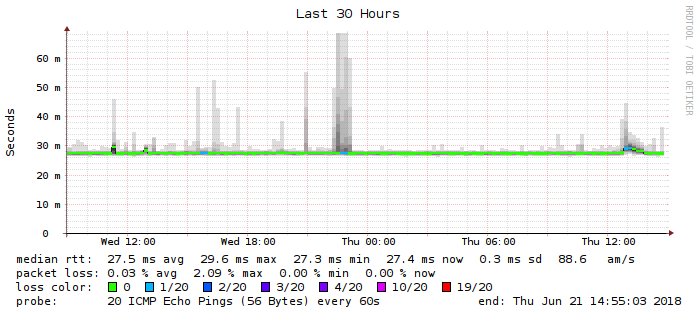 Last 30 Hours
RRDTOOL / TOBI OETIKER
Seconds
60 m
50 m
40 m
30 m
20 m
10 m
0
Wed 12:00 Wed 18:00 Thu 00:00 Thu 06:00 Thu 12:00
median rtt: 27.5 ms avg 29.6 ms max 27.3 ms min 27.4 ms now 0.3 ms sd 88.6 am/s
packet loss: 0.03 % avg 2.09 % max 0.00 % min 0.00 % now
loss color: 0 1/20 2/20 3/20 4/20 10/20 19/20
probe: 20 ICMP Echo Pings (56 Bytes) every 60s end: Thu Jun 21 14:55:03 2018